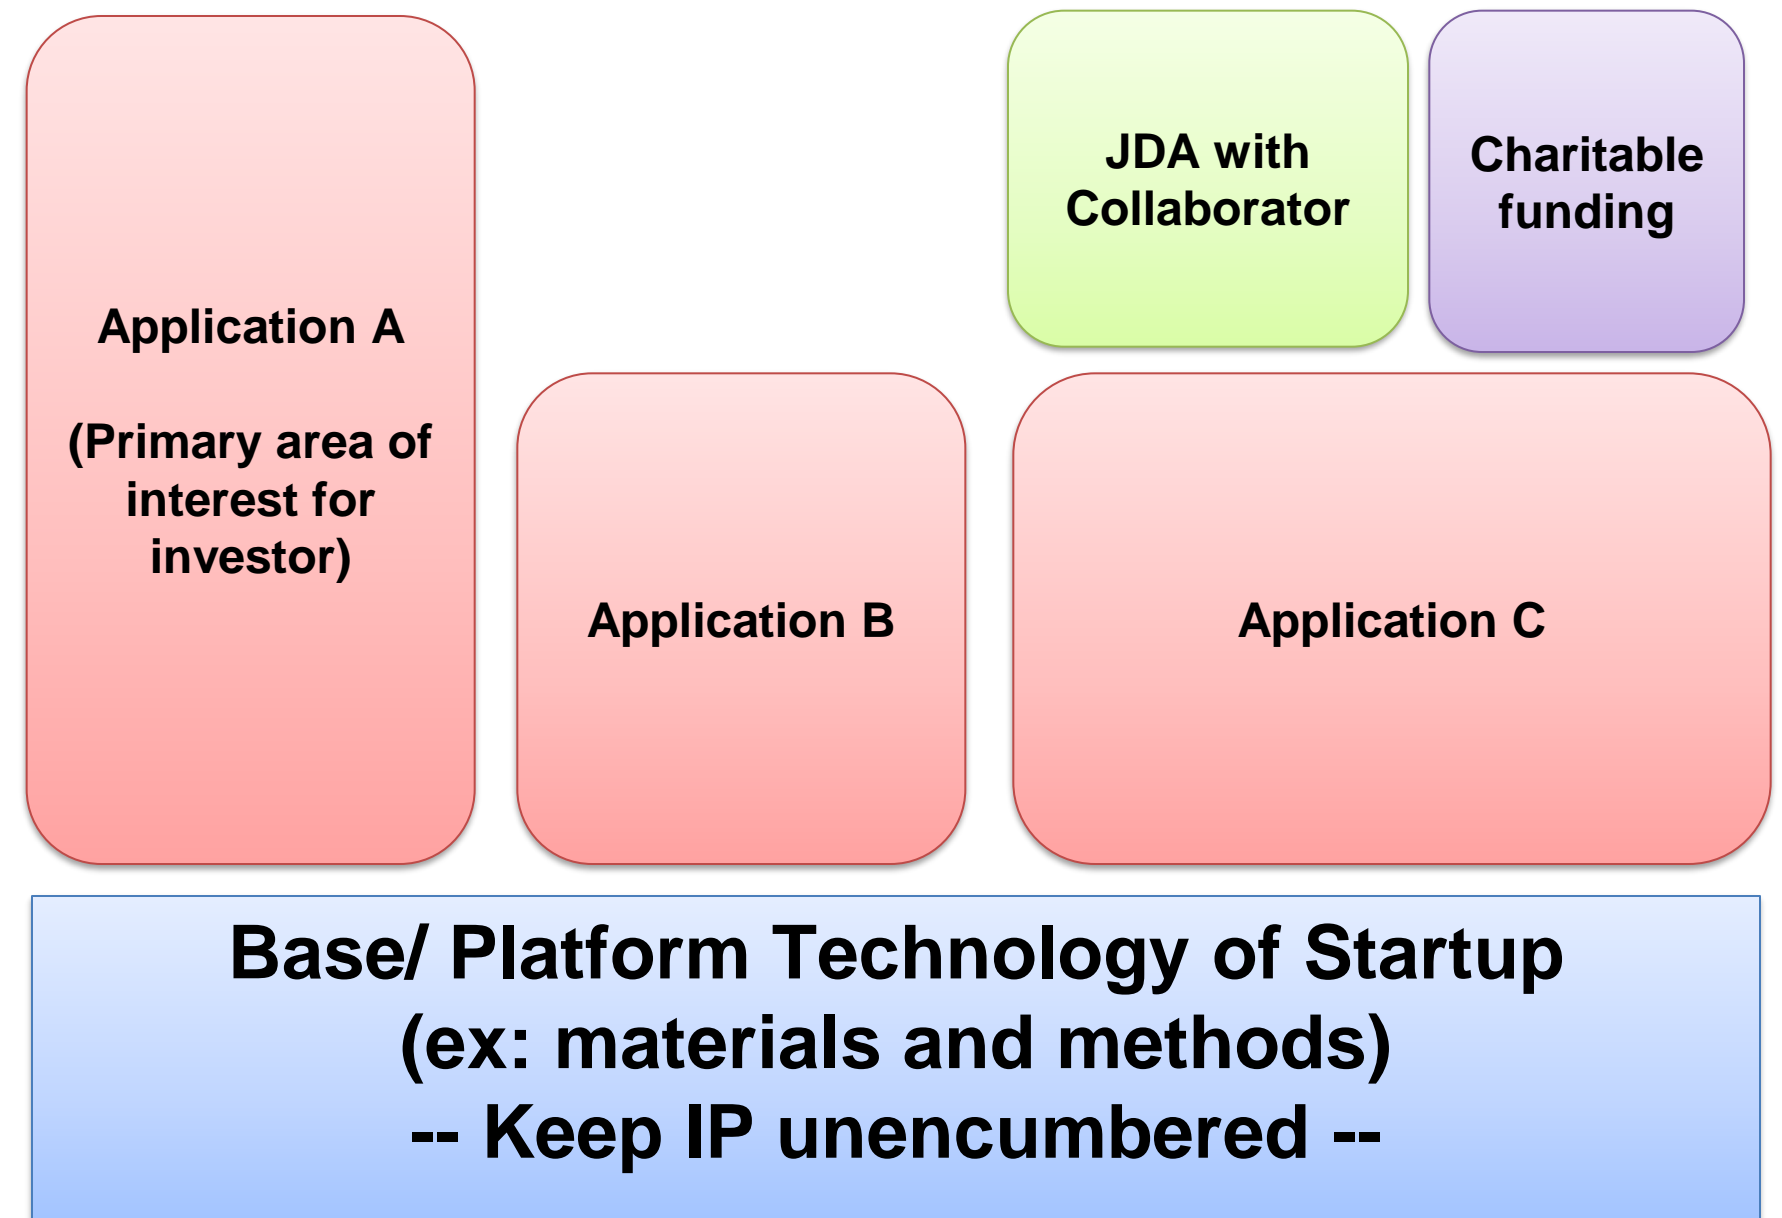 Application A
(Primary area of
interest for
investor)
Application B
JDA with
Collaborator
Charitable
funding
Application C
Base/ Platform Technology of Startup
(ex: materials and methods)
-- Keep IP unencumbered --